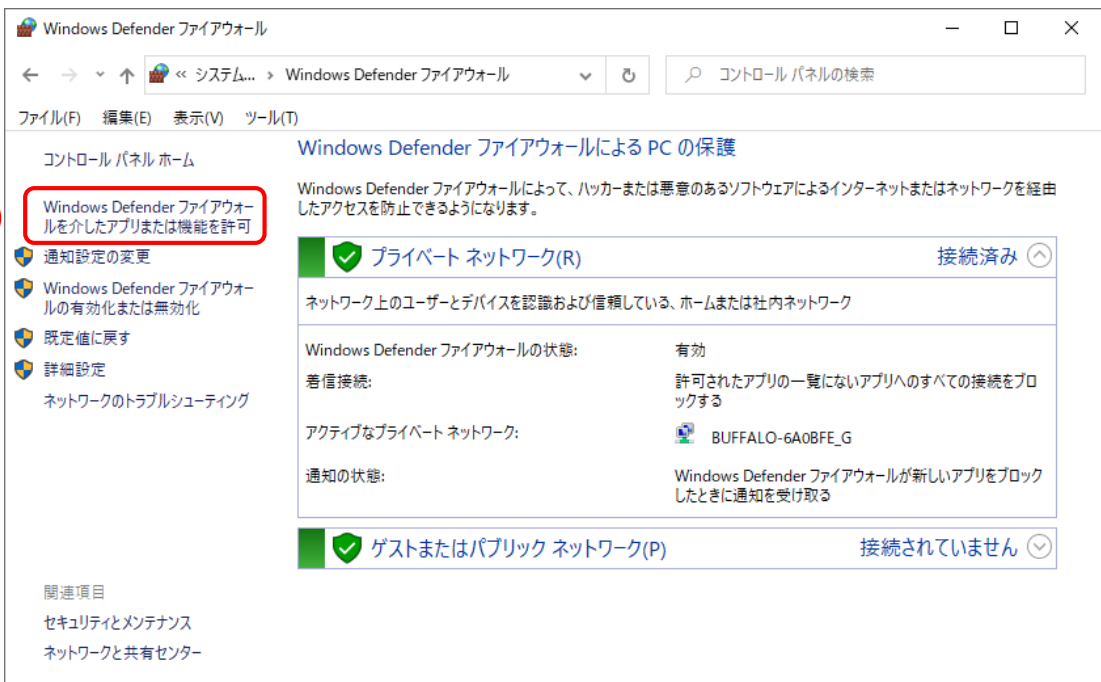 Windows Defender ファイアウォール
« システム... › Windows Defender ファイアウォール
コントロール パネルの検索
ファイル(F) 編集(E) 表示(V) ツール(T)
コントロール パネル ホーム
Windows Defender ファイアウォー
ルを介したアプリまたは機能を許可
通知設定の変更
Windows Defender ファイアウォー
ルの有効化または無効化
既定値に戻す
詳細設定
ネットワークのトラブルシューティング
Windows Defender ファイアウォールによる PC の保護
Windows Defender ファイアウォールによって、ハッカーまたは悪意のあるソフトウェアによるインターネットまたはネットワークを経由
したアクセスを防止できるようになります。
プライベート ネットワーク(R) 接続済み
ネットワーク上のユーザーとデバイスを認識および信頼している、ホームまたは社内ネットワーク
Windows Defender ファイアウォールの状態: 有効
着信接続: 許可されたアプリの一覧にないアプリへのすべての接続をブロ
ックする
アクティブなプライベート ネットワーク: BUFFALO-6A0BFE_G
通知の状態: Windows Defender ファイアウォールが新しいアプリをブロック
したときに通知を受け取る
ゲストまたはパブリック ネットワーク(P) 接続されていません
関連項目
セキュリティとメンテナンス
ネットワークと共有センター